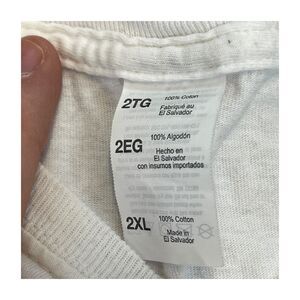 2TG
100% Coton
Fabriqué au
El Salvador
2EG
100% Algodón
Hecho en
El Salvador
con insumos importados
2XL
100% Cotton
Made in
El Salvador